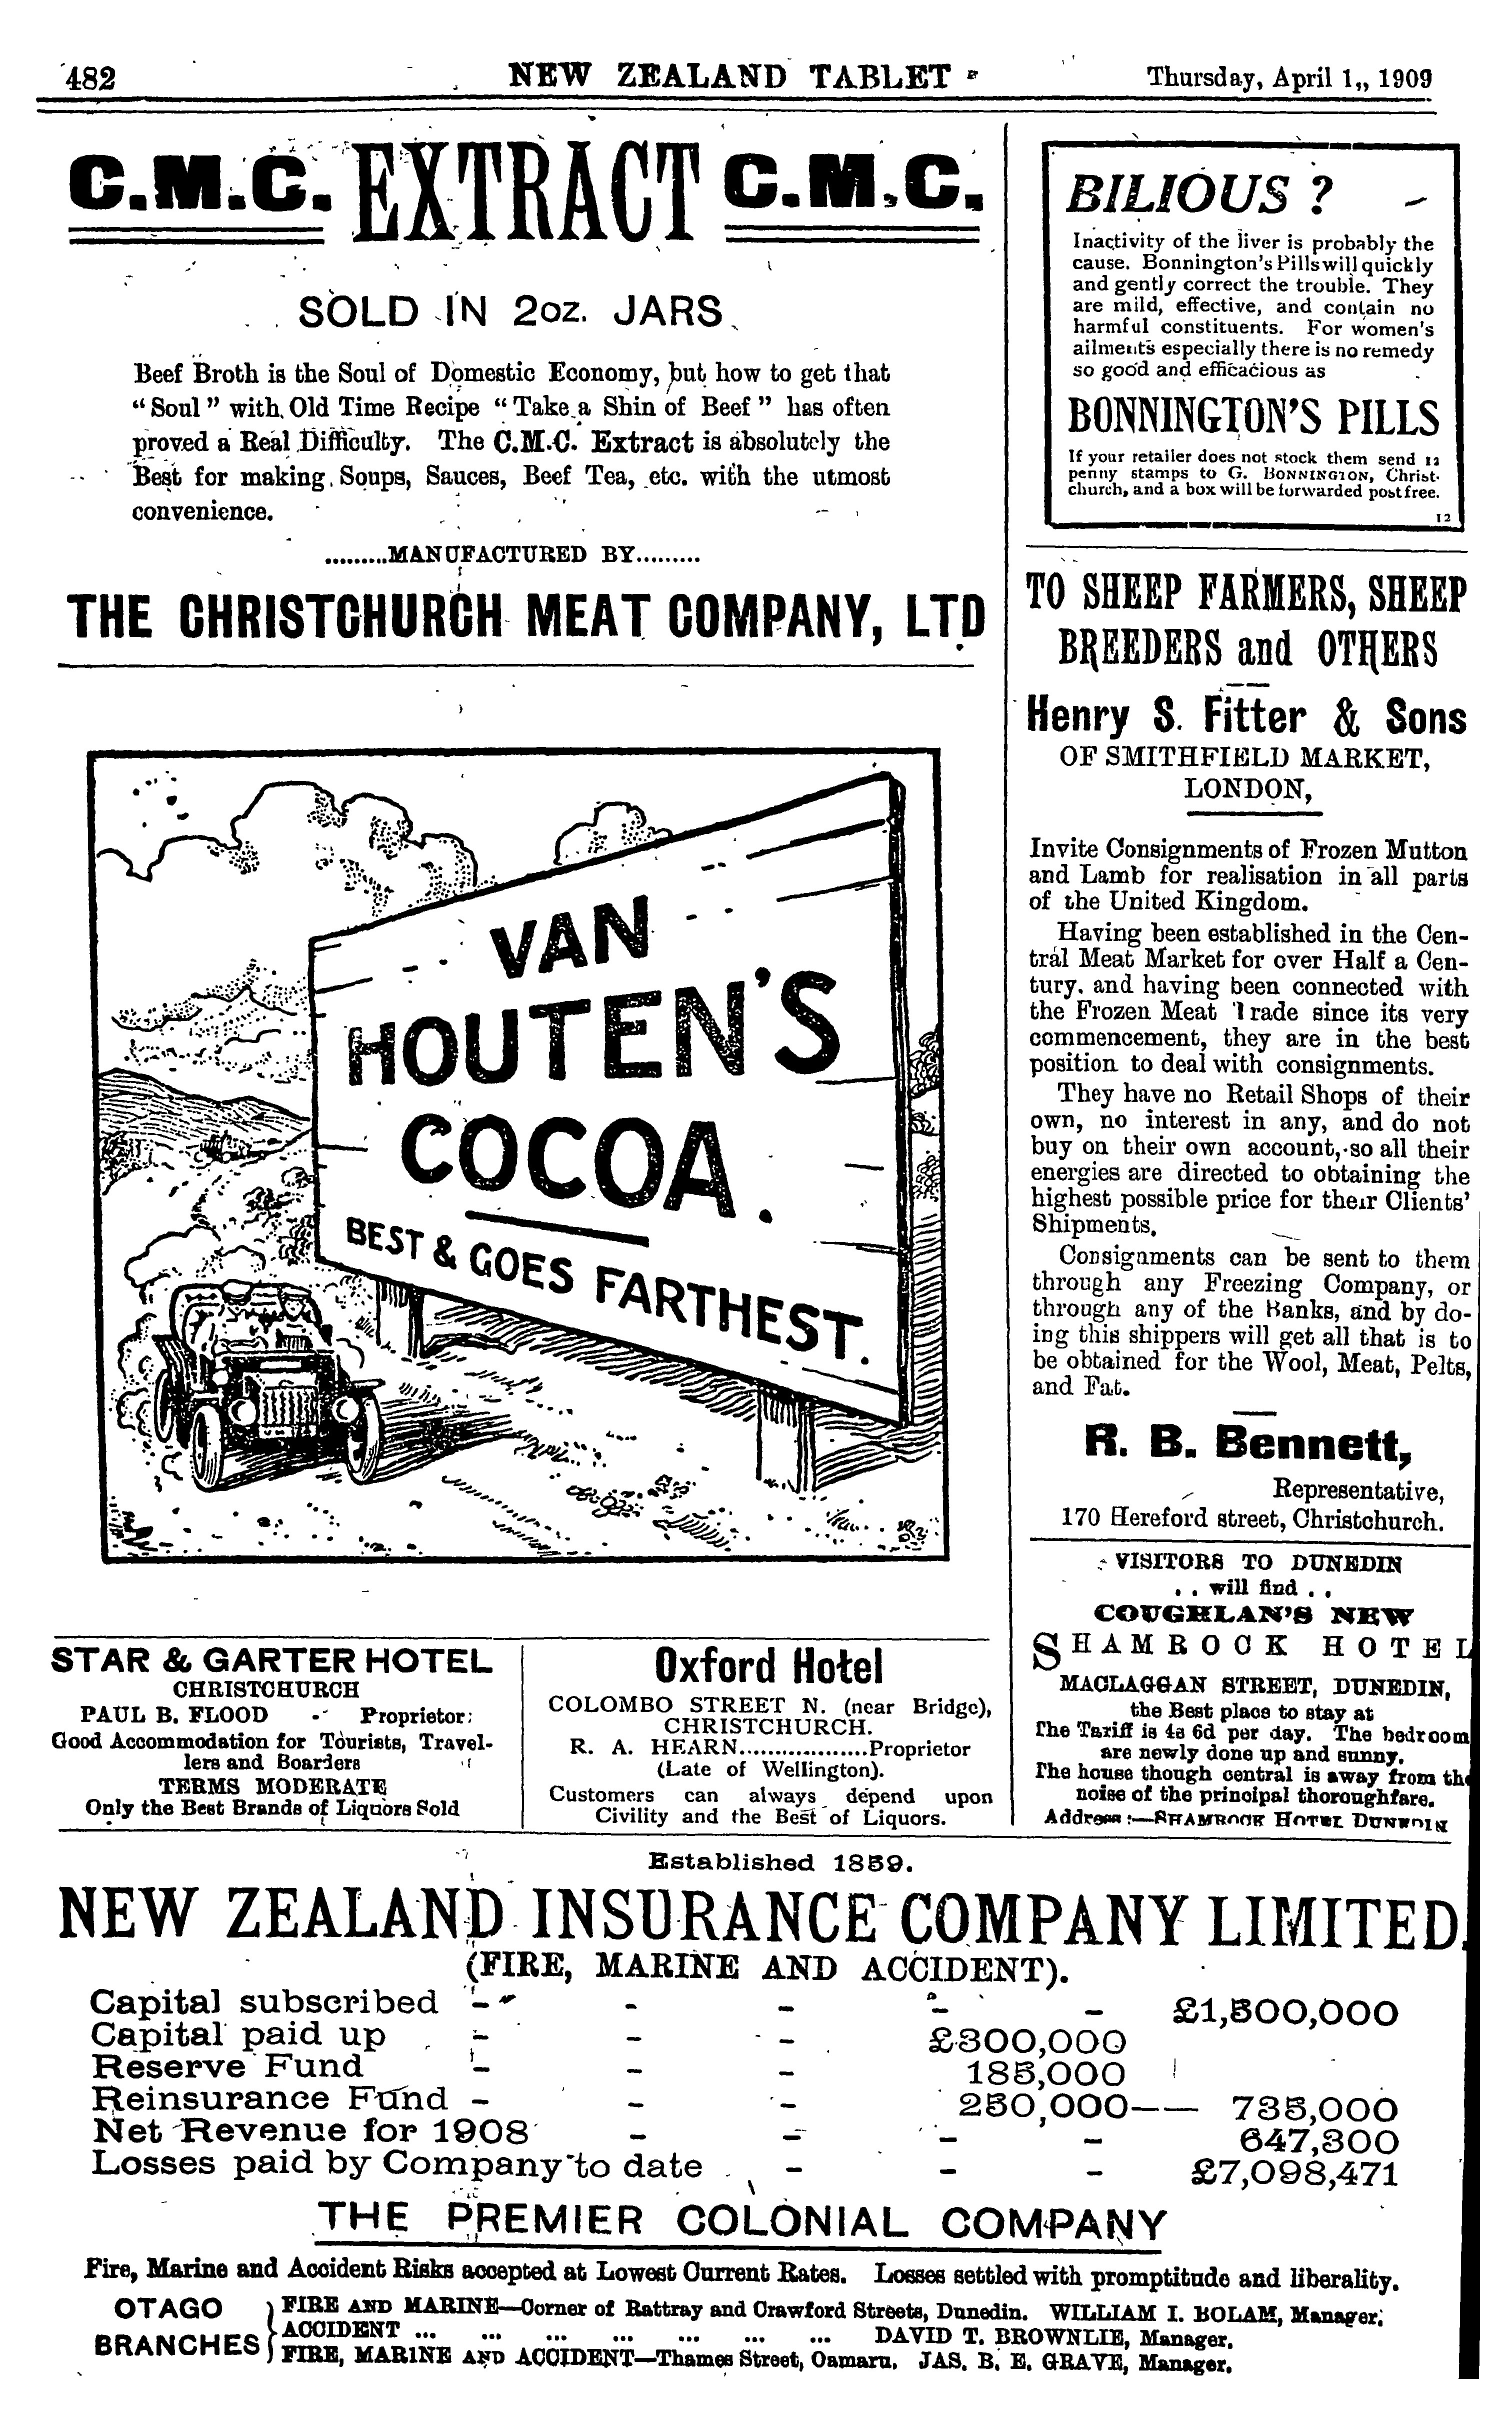 482
NEW ZEALAND TABLET
Thursday, April 1,, 1909
C.M.C. EXTRACT C.M.C.
SOLD IN 2oz. JARS
Beef Broth is the Soul of Domestic Economy, but how to get that
“Soul” with Old Time Recipe “Take a Shin of Beef” has often
proved a Real Difficulty. The C.M.C. Extract is absolutely the
Best for making Soups, Sauces, Beef Tea, etc. with the utmost
convenience.
.........MANUFACTURED BY.........
THE CHRISTCHURCH MEAT COMPANY, LTD.
VAN
HOUTEN'S
COCOA.
BEST & GOES FARTHEST.
BILIOUS ?
Inactivity of the liver is probably the
cause. Bonnington's Pills will quickly
and gently correct the trouble. They
are mild, effective, and contain no
harmful constituents. For women's
ailments especially there is no remedy
so good and efficacious as
BONNINGTON'S PILLS
If your retailer does not stock them send 12
penny stamps to G. BONNINGTON, Christ-
church, and a box will be forwarded post free.
12
TO SHEEP FARMERS, SHEEP
BREEDERS and OTHERS
Henry S. Fitter & Sons
OF SMITHFIELD MARKET,
LONDON,
Invite Consignments of Frozen Mutton
and Lamb for realisation in all parts
of the United Kingdom.
Having been established in the Cen-
tral Meat Market for over Half a Cen-
tury, and having been connected with
the Frozen Meat Trade since its very
commencement, they are in the best
position to deal with consignments.
They have no Retail Shops of their
own, no interest in any, and do not
buy on their own account, so all their
energies are directed to obtaining the
highest possible price for their Clients'
Shipments.
Consignments can be sent to them
through any Freezing Company, or
through any of the Banks, and by do-
ing this shippers will get all that is to
be obtained for the Wool, Meat, Pelts,
and Fat.
R. B. Bennett,
Representative,
170 Hereford street, Christchurch.
VISITORS TO DUNEDIN
. . will find . .
COUGHLAN'S NEW
SHAMROCK HOTEL
MACLAGGAN STREET, DUNEDIN,
the Best place to stay at
The Tariff is 4s 6d per day. The bedroom
are newly done up and sunny.
The house though central is away from the
noise of the principal thoroughfare.
Address:—SHAMROCK HOTEL DUNEDIN
STAR & GARTER HOTEL
CHRISTCHURCH
PAUL B. FLOOD - Proprietor:
Good Accommodation for Tourists, Travel-
lers and Boarders
TERMS MODERATE
Only the Best Brands of Liquors Sold
Oxford Hotel
COLOMBO STREET N. (near Bridge),
CHRISTCHURCH.
R. A. HEARN..................Proprietor
(Late of Wellington).
Customers can always depend upon
Civility and the Best of Liquors.
Established 1859.
NEW ZEALAND INSURANCE COMPANY LIMITED.
(FIRE, MARINE AND ACCIDENT).
Capital subscribed - - - - - £1,500,000
Capital paid up - - - £300,000
Reserve Fund - - - 185,000
Reinsurance Fund - - - 250,000—— 735,000
Net Revenue for 1908 - - - - 647,300
Losses paid by Company to date - - - £7,098,471
THE PREMIER COLONIAL COMPANY
Fire, Marine and Accident Risks accepted at Lowest Current Rates. Losses settled with promptitude and liberality.
OTAGO BRANCHES
FIRE AND MARINE—Corner of Rattray and Crawford Streets, Dunedin. WILLIAM I. BOLAM, Manager.
ACCIDENT ... ... ... ... ... ... ... DAVID T. BROWNLIE, Manager.
FIRE, MARINE AND ACCIDENT—Thames Street, Oamaru. JAS. B. E. GRAVE, Manager.